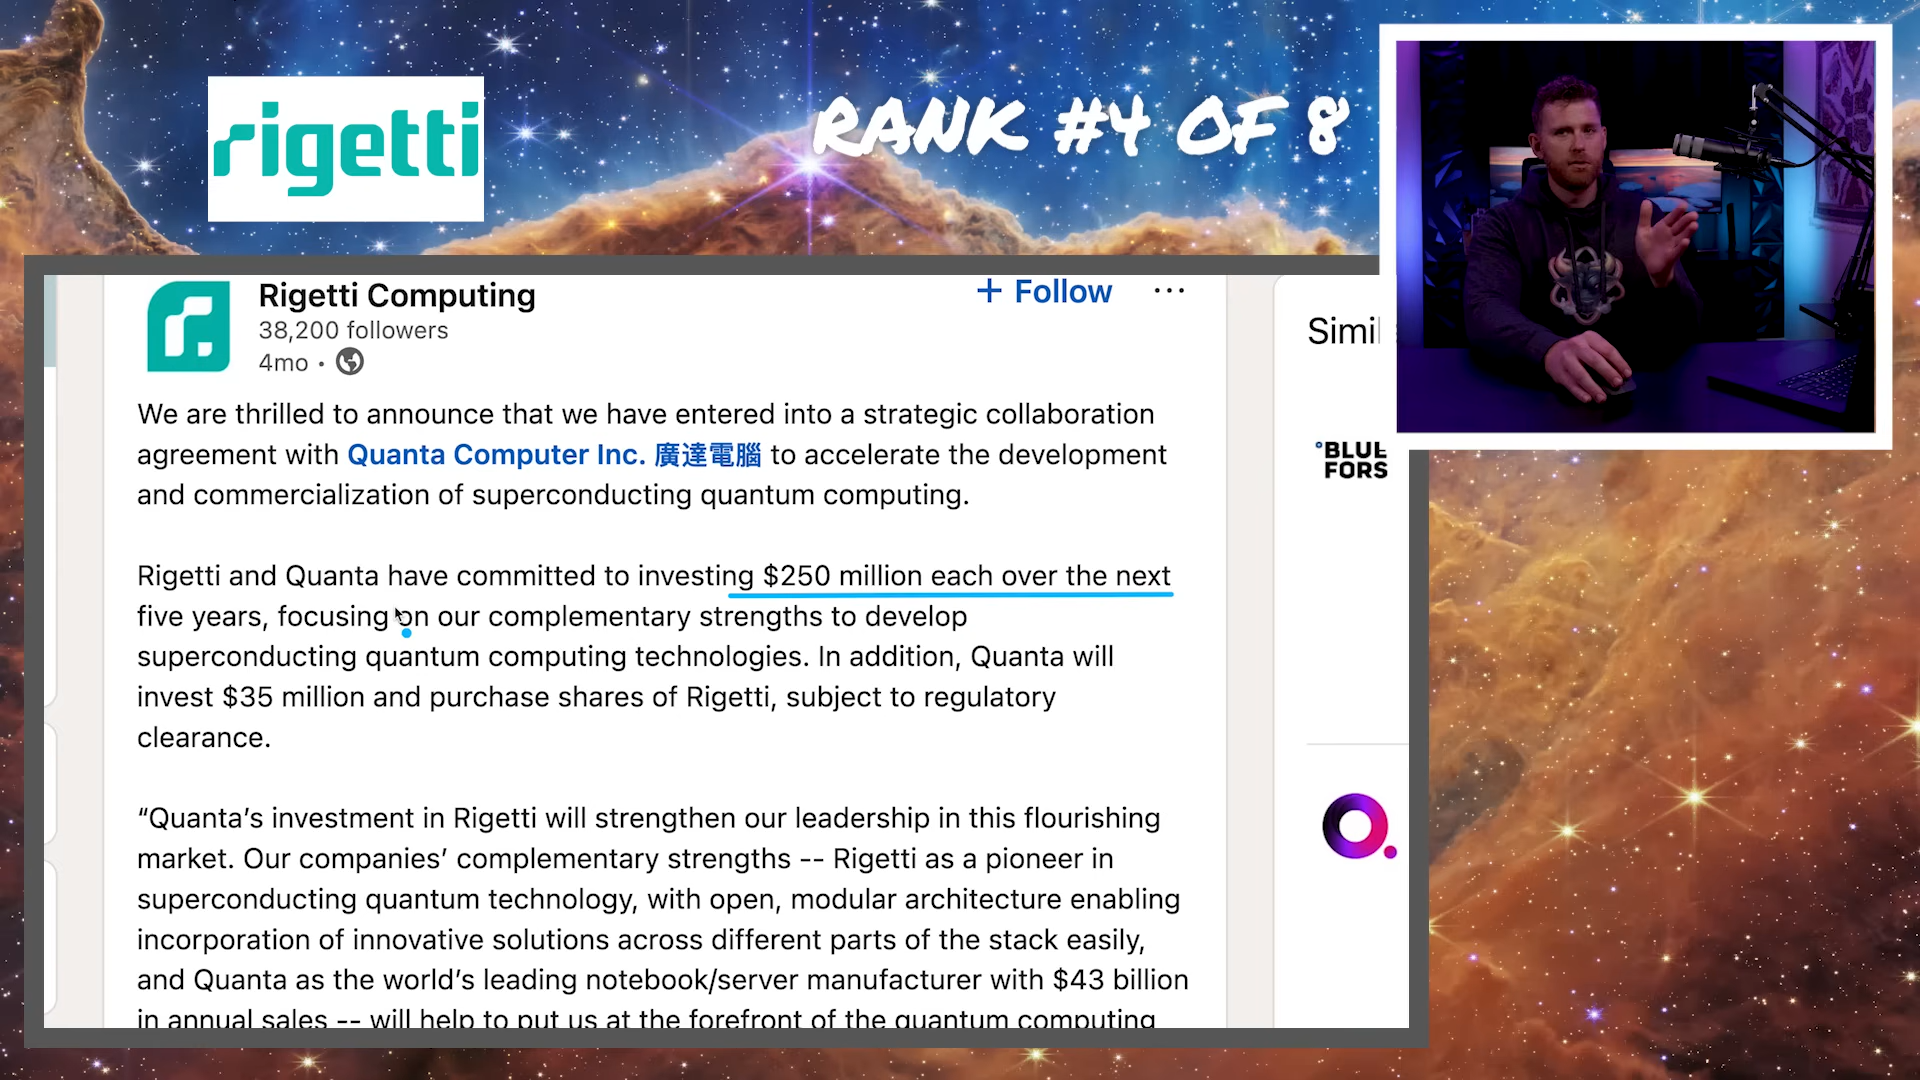 rigetti
RANK #4 OF 8
Rigetti Computing
38,200 followers
4mo •
+ Follow
...
We are thrilled to announce that we have entered into a strategic collaboration
agreement with Quanta Computer Inc. 廣達電腦 to accelerate the development
and commercialization of superconducting quantum computing.
Rigetti and Quanta have committed to investing $250 million each over the next
five years, focusing on our complementary strengths to develop
superconducting quantum computing technologies. In addition, Quanta will
invest $35 million and purchase shares of Rigetti, subject to regulatory
clearance.
“Quanta’s investment in Rigetti will strengthen our leadership in this flourishing
market. Our companies’ complementary strengths -- Rigetti as a pioneer in
superconducting quantum technology, with open, modular architecture enabling
incorporation of innovative solutions across different parts of the stack easily,
and Quanta as the world’s leading notebook/server manufacturer with $43 billion
in annual sales -- will help to put us at the forefront of the quantum computing
Simil
BLUE
FORS